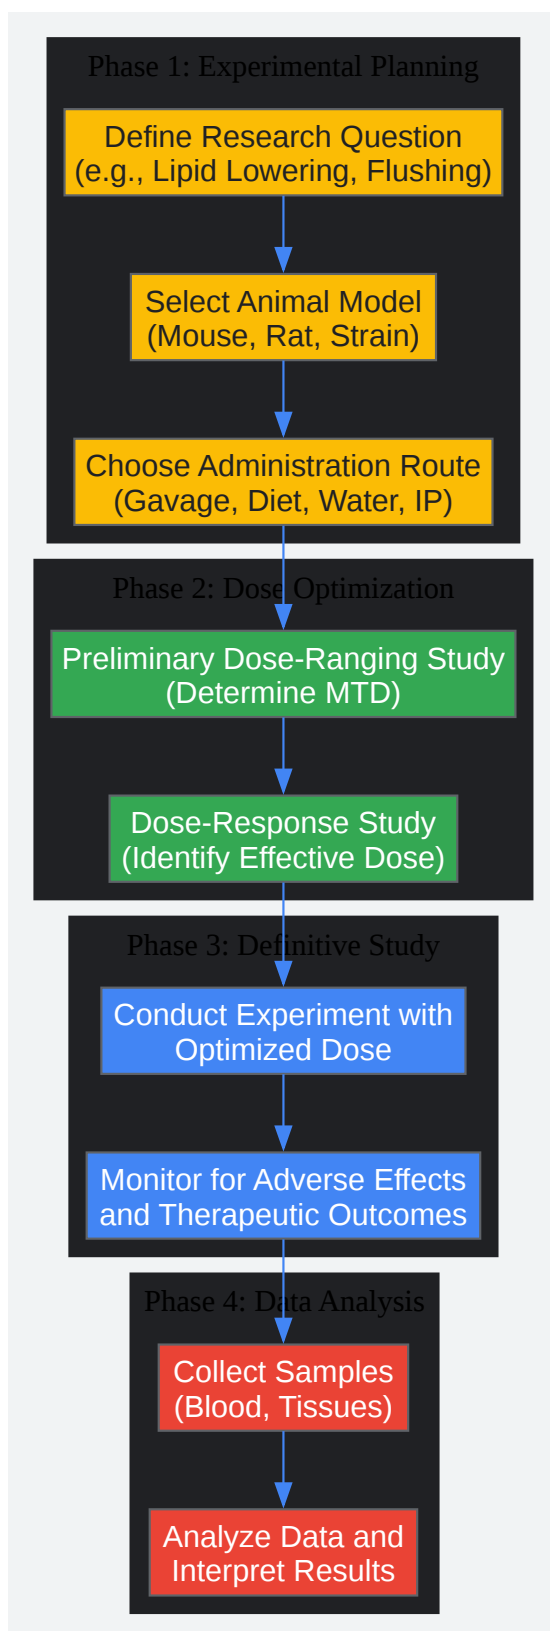 Phase 1: Experimental Planning
Define Research Question
(e.g., Lipid Lowering, Flushing)
Select Animal Model
(Mouse, Rat, Strain)
Choose Administration Route
(Gavage, Diet, Water, IP)
Phase 2: Dose Optimization
Preliminary Dose-Ranging Study
(Determine MTD)
Dose-Response Study
(Identify Effective Dose)
Phase 3: Definitive Study
Conduct Experiment with
Optimized Dose
Monitor for Adverse Effects
and Therapeutic Outcomes
Phase 4: Data Analysis
Collect Samples
(Blood, Tissues)
Analyze Data and
Interpret Results